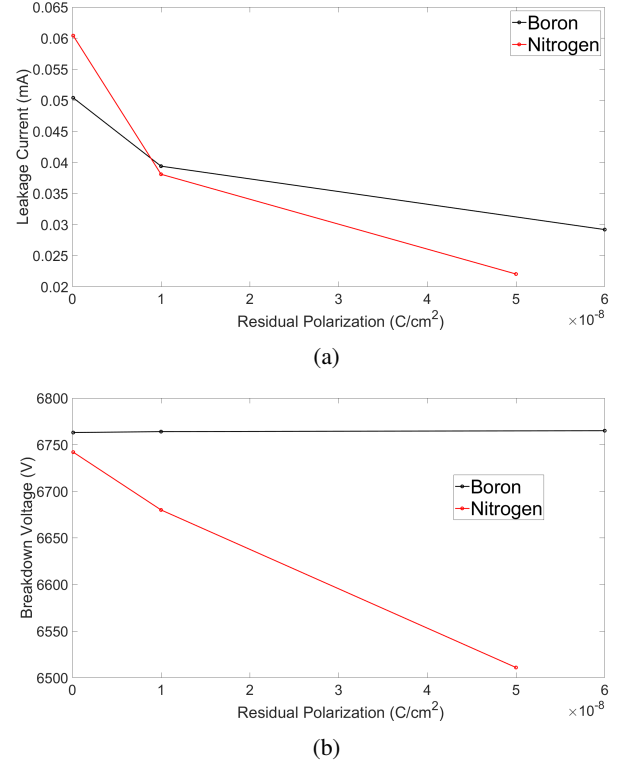 0.065
0.06
0.055
0.05
0.045
0.04
0.035
0.03
0.025
0.02
Leakage Current (mA)
Boron
Nitrogen
0 1 2 3 4 5 6
Residual Polarization (C/cm²)
×10⁻⁸
(a)
6800
6750
6700
6650
6600
6550
6500
Breakdown Voltage (V)
Boron
Nitrogen
0 1 2 3 4 5 6
Residual Polarization (C/cm²)
×10⁻⁸
(b)